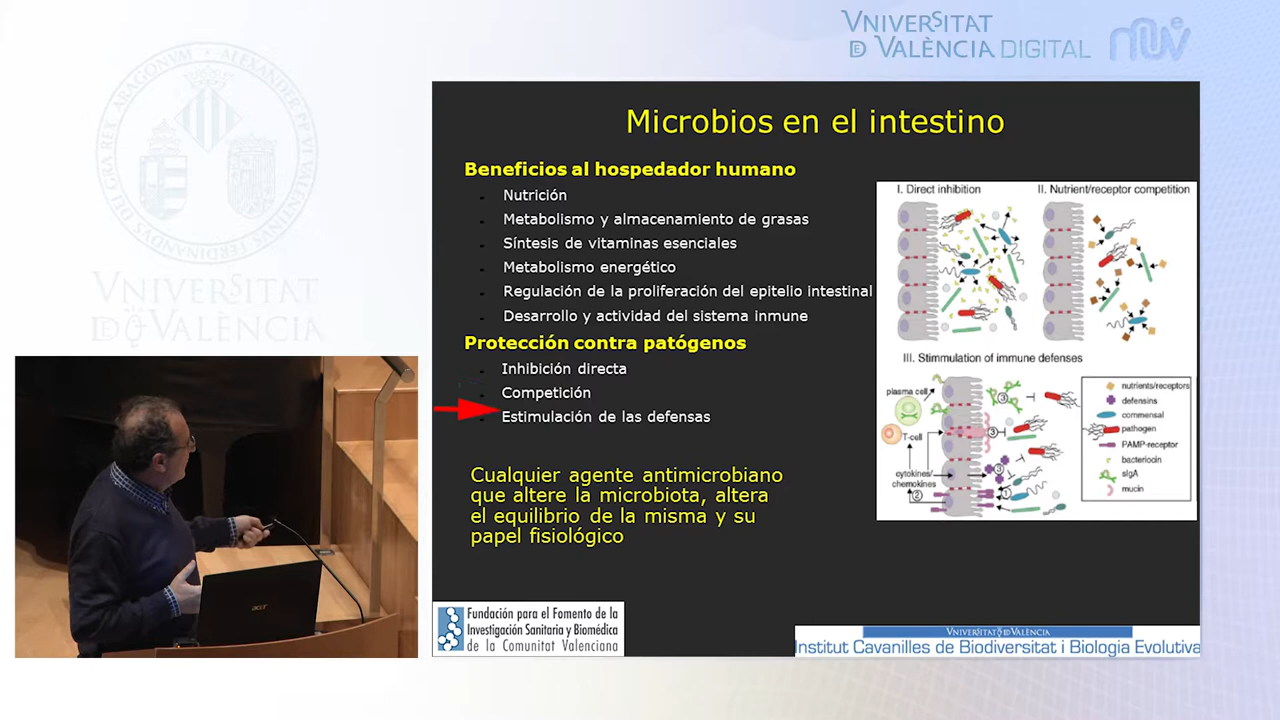 VNIVERSITAT
DE VALÈNCIA DIGITAL
VNIVERSITAT
DE VALÈNCIA
Microbios en el intestino
Beneficios al hospedador humano
Nutrición
Metabolismo y almacenamiento de grasas
Síntesis de vitaminas esenciales
Metabolismo energético
Regulación de la proliferación del epitelio intestinal
Desarrollo y actividad del sistema inmune
Protección contra patógenos
Inhibición directa
Competición
Estimulación de las defensas
Cualquier agente antimicrobiano
que altere la microbiota, altera
el equilibrio de la misma y su
papel fisiológico
I. Direct inhibition
II. Nutrient/receptor competition
III. Stimmulation of immune defenses
plasma cell
T-cell
cytokines/
chemokines
nutrients/receptors
defensins
commensal
pathogen
PAMP-receptor
bacteriocin
sIgA
mucin
acer
Fundación para el Fomento de la
Investigación Sanitaria y Biomédica
de la Comunitat Valenciana
VNIVERSITAT DE VALÈNCIA
Institut Cavanilles de Biodiversitat i Biologia Evolutiva